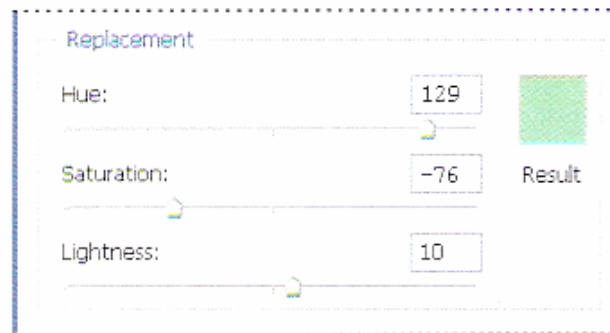 Replacement
Hue:
129
Saturation:
-76
Result
Lightness:
10